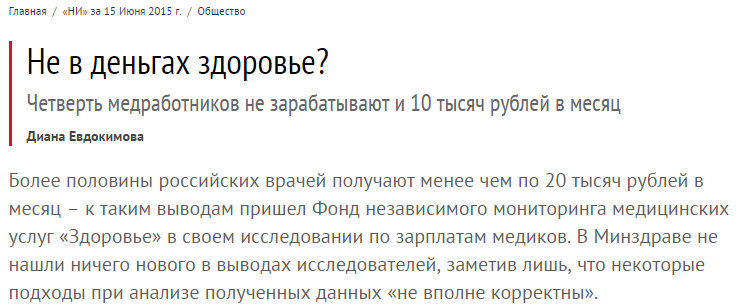 Главная / «НИ» за 15 Июня 2015 г. / Общество
Не в деньгах здоровье?
Четверть медработников не зарабатывают и 10 тысяч рублей в месяц
Диана Евдокимова
Более половины российских врачей получают менее чем по 20 тысяч рублей в
месяц – к таким выводам пришел Фонд независимого мониторинга медицинских
услуг «Здоровье» в своем исследовании по зарплатам медиков. В Минздраве не
нашли ничего нового в выводах исследователей, заметив лишь, что некоторые
подходы при анализе полученных данных «не вполне корректны».